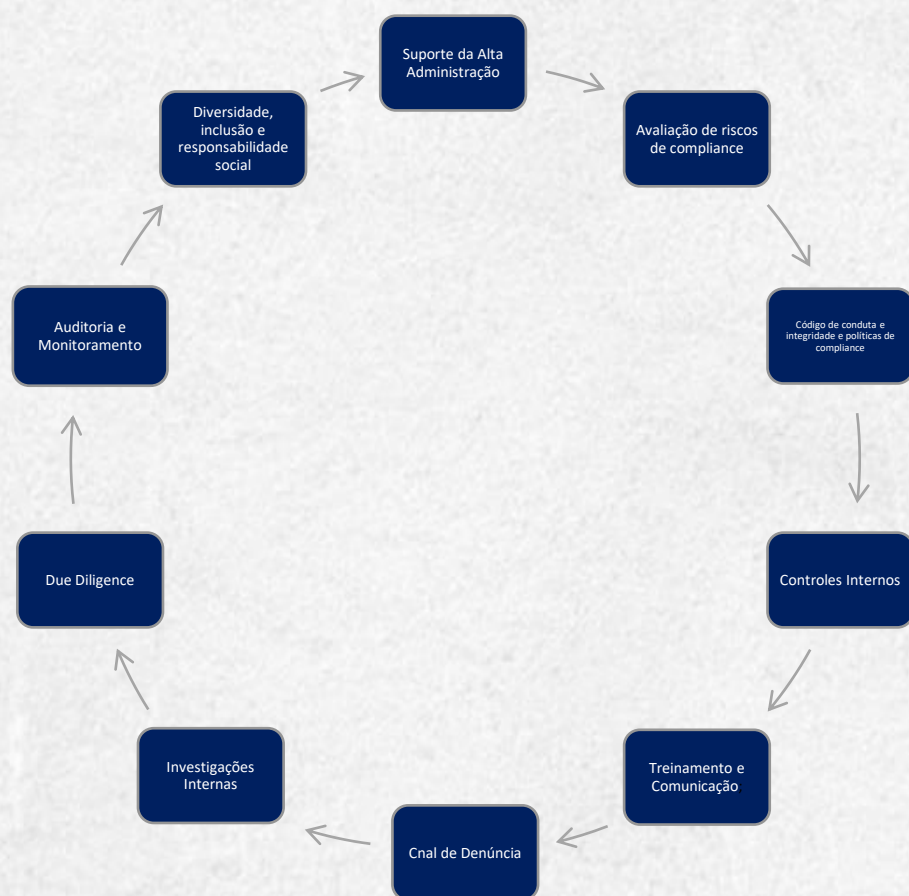 Suporte da Alta
Administração
Avaliação de riscos
de compliance
Código de conduta e
integridade e políticas de
compliance
Controles Internos
Treinamento e
Comunicação
Cnal de Denúncia
Investigações
Internas
Due Diligence
Auditoria e
Monitoramento
Diversidade,
inclusão e
responsabilidade
social